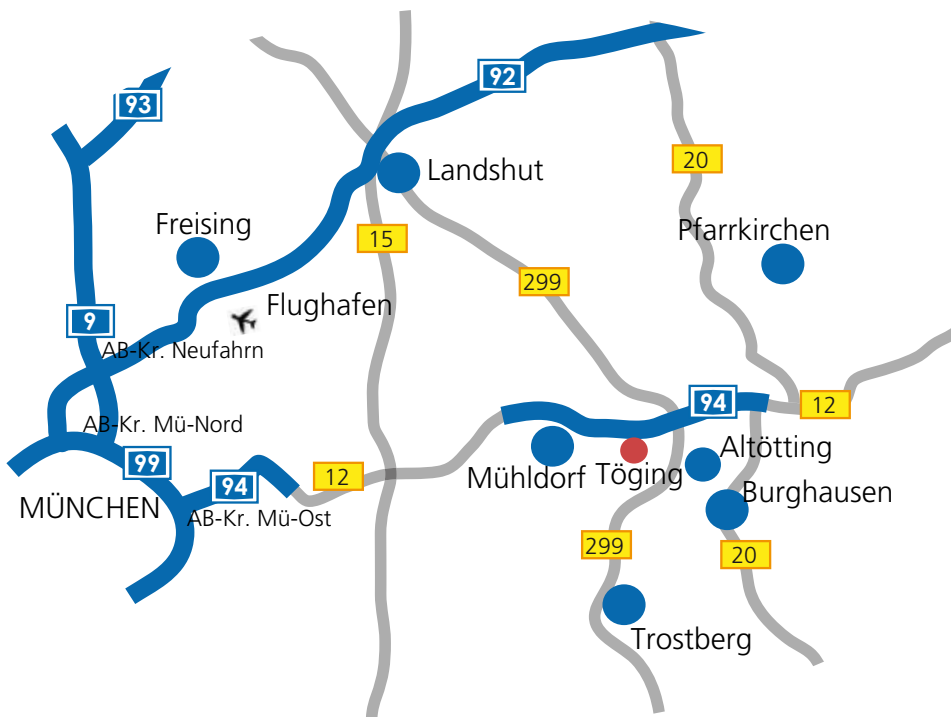 92
93
20
Landshut
Freising
Pfarrkirchen
15
299
Flughafen
9
AB-Kr. Neufahrn
94
12
AB-Kr. Mü-Nord
Altötting
99
Mühldorf
Töging
12
94
Burghausen
MÜNCHEN
AB-Kr. Mü-Ost
299
20
Trostberg